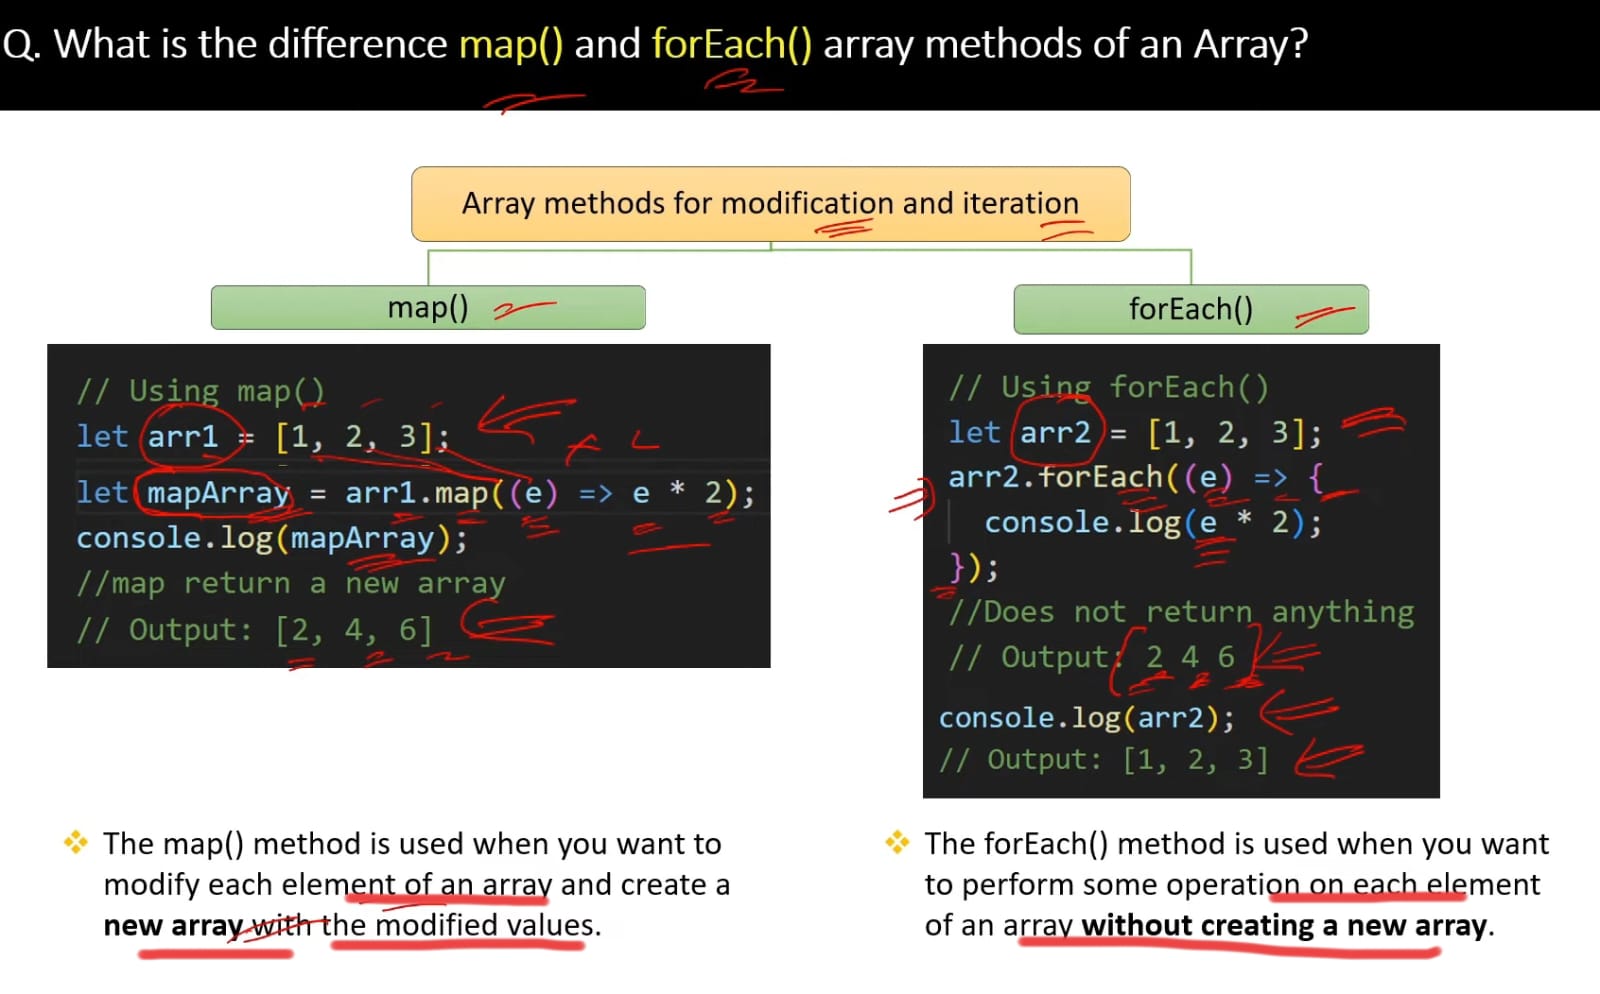 Q. What is the difference map() and forEach() array methods of an Array?
Array methods for modification and iteration
map()
// Using map()
let arr1 = [1, 2, 3];
let mapArray = arr1.map((e) => e * 2);
console.log(mapArray);
//map return a new array
// Output: [2, 4, 6]
The map() method is used when you want to
modify each element of an array and create a
new array with the modified values.
forEach()
// Using forEach()
let arr2 = [1, 2, 3];
arr2.forEach((e) => {
console.log(e * 2);
});
//Does not return anything
// Output: 2 4 6
console.log(arr2);
// Output: [1, 2, 3]
The forEach() method is used when you want
to perform some operation on each element
of an array without creating a new array.